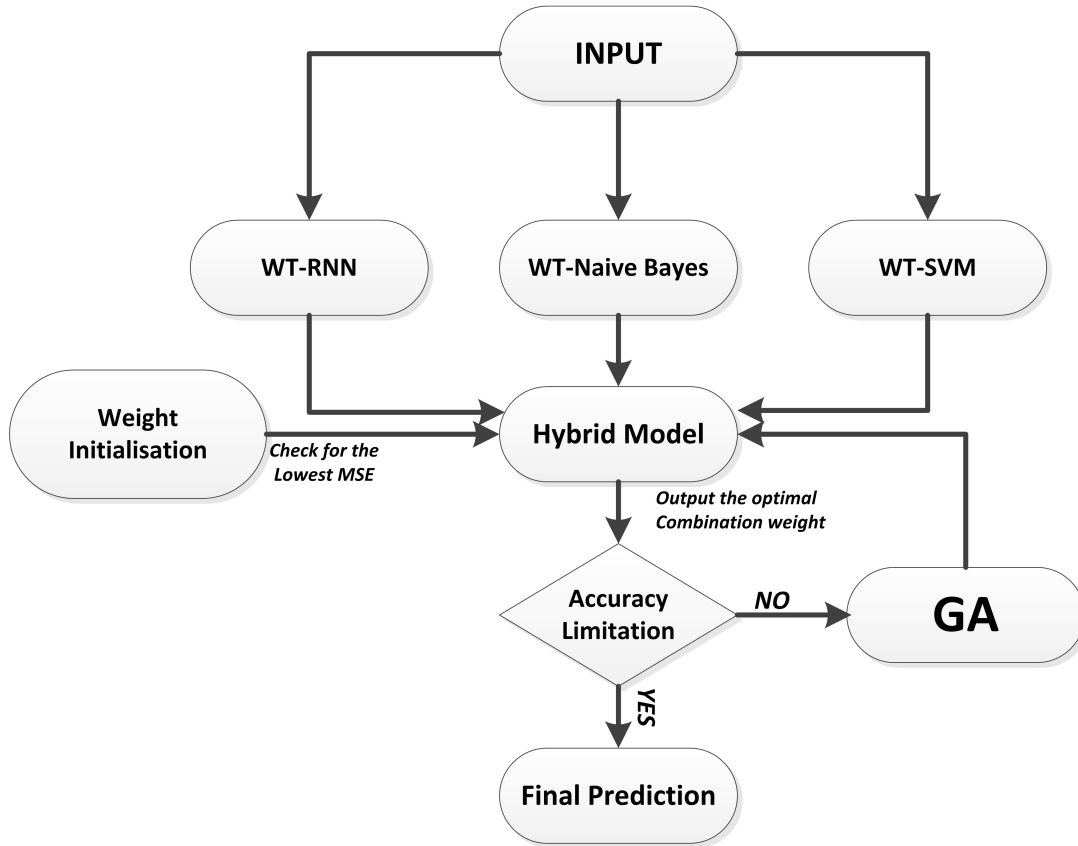 INPUT
WT-RNN
WT-Naive Bayes
WT-SVM
Weight
Initialisation
Check for the
Lowest MSE
Hybrid Model
Output the optimal
Combination weight
Accuracy
Limitation
NO
GA
YES
Final Prediction